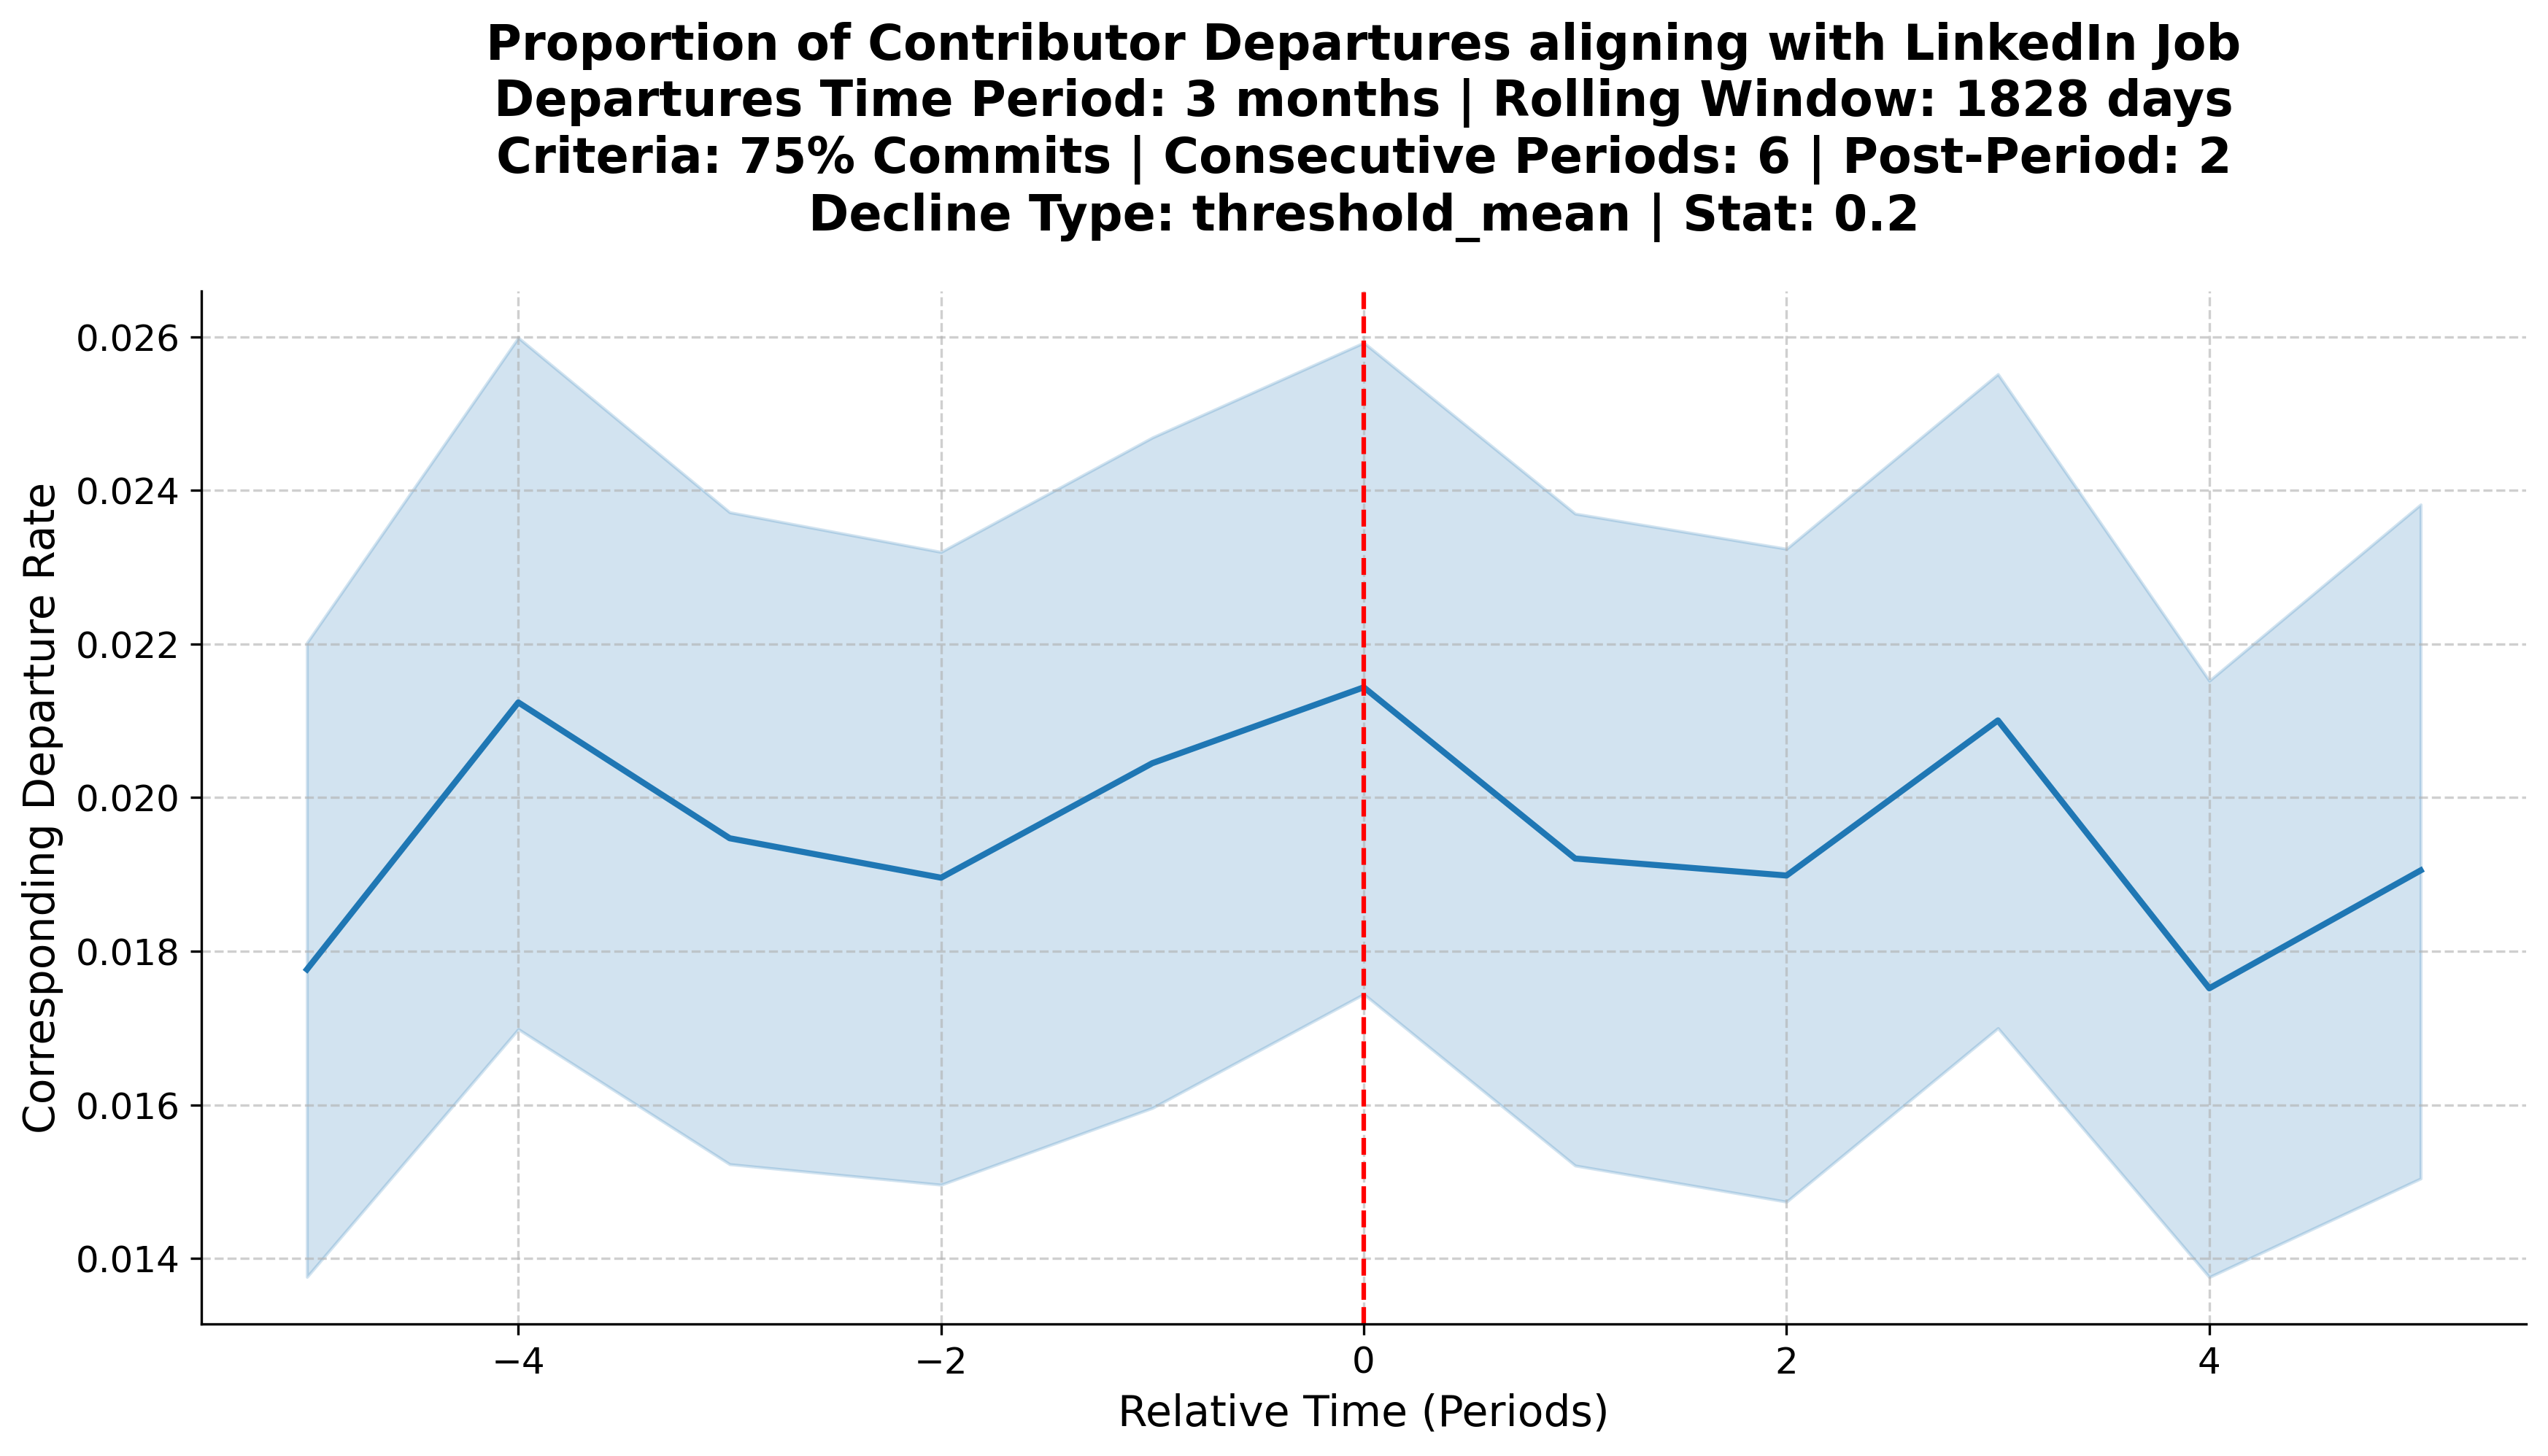 Proportion of Contributor Departures aligning with LinkedIn Job
Departures Time Period: 3 months | Rolling Window: 1828 days
Criteria: 75% Commits | Consecutive Periods: 6 | Post-Period: 2
Decline Type: threshold_mean | Stat: 0.2
Corresponding Departure Rate
0.026
0.024
0.022
0.020
0.018
0.016
0.014
−4
−2
0
2
4
Relative Time (Periods)